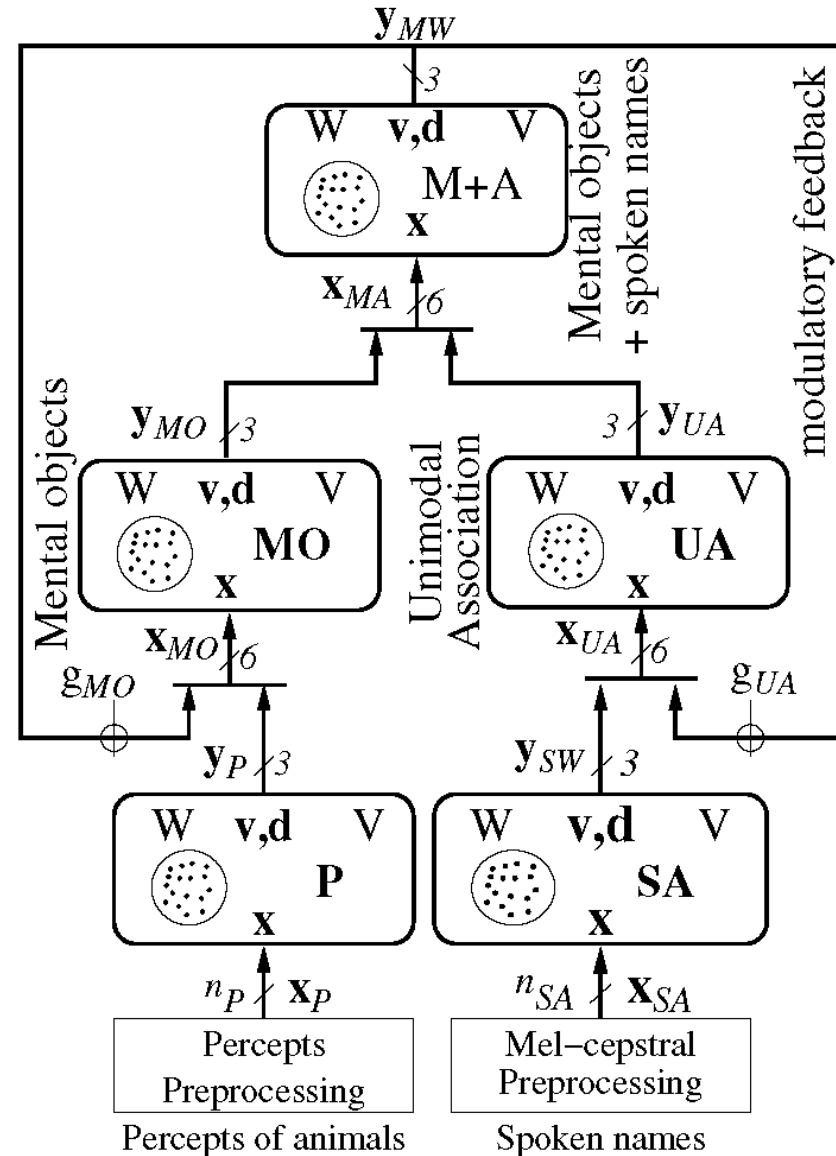 y_MW
3
W v,d V
M+A
x
Mental objects
+ spoken names
modulatory feedback
x_MA 6
y_MO 3
3 y_UA
Mental objects
W v,d V
MO
x
Unimodal
Association
W v,d V
UA
x
x_MO 6
x_UA 6
g_MO
g_UA
y_P 3
y_SW 3
W v,d V
P
x
W v,d V
SA
x
n_P x_P
n_SA x_SA
Percepts
Preprocessing
Mel−cepstral
Preprocessing
Percepts of animals
Spoken names